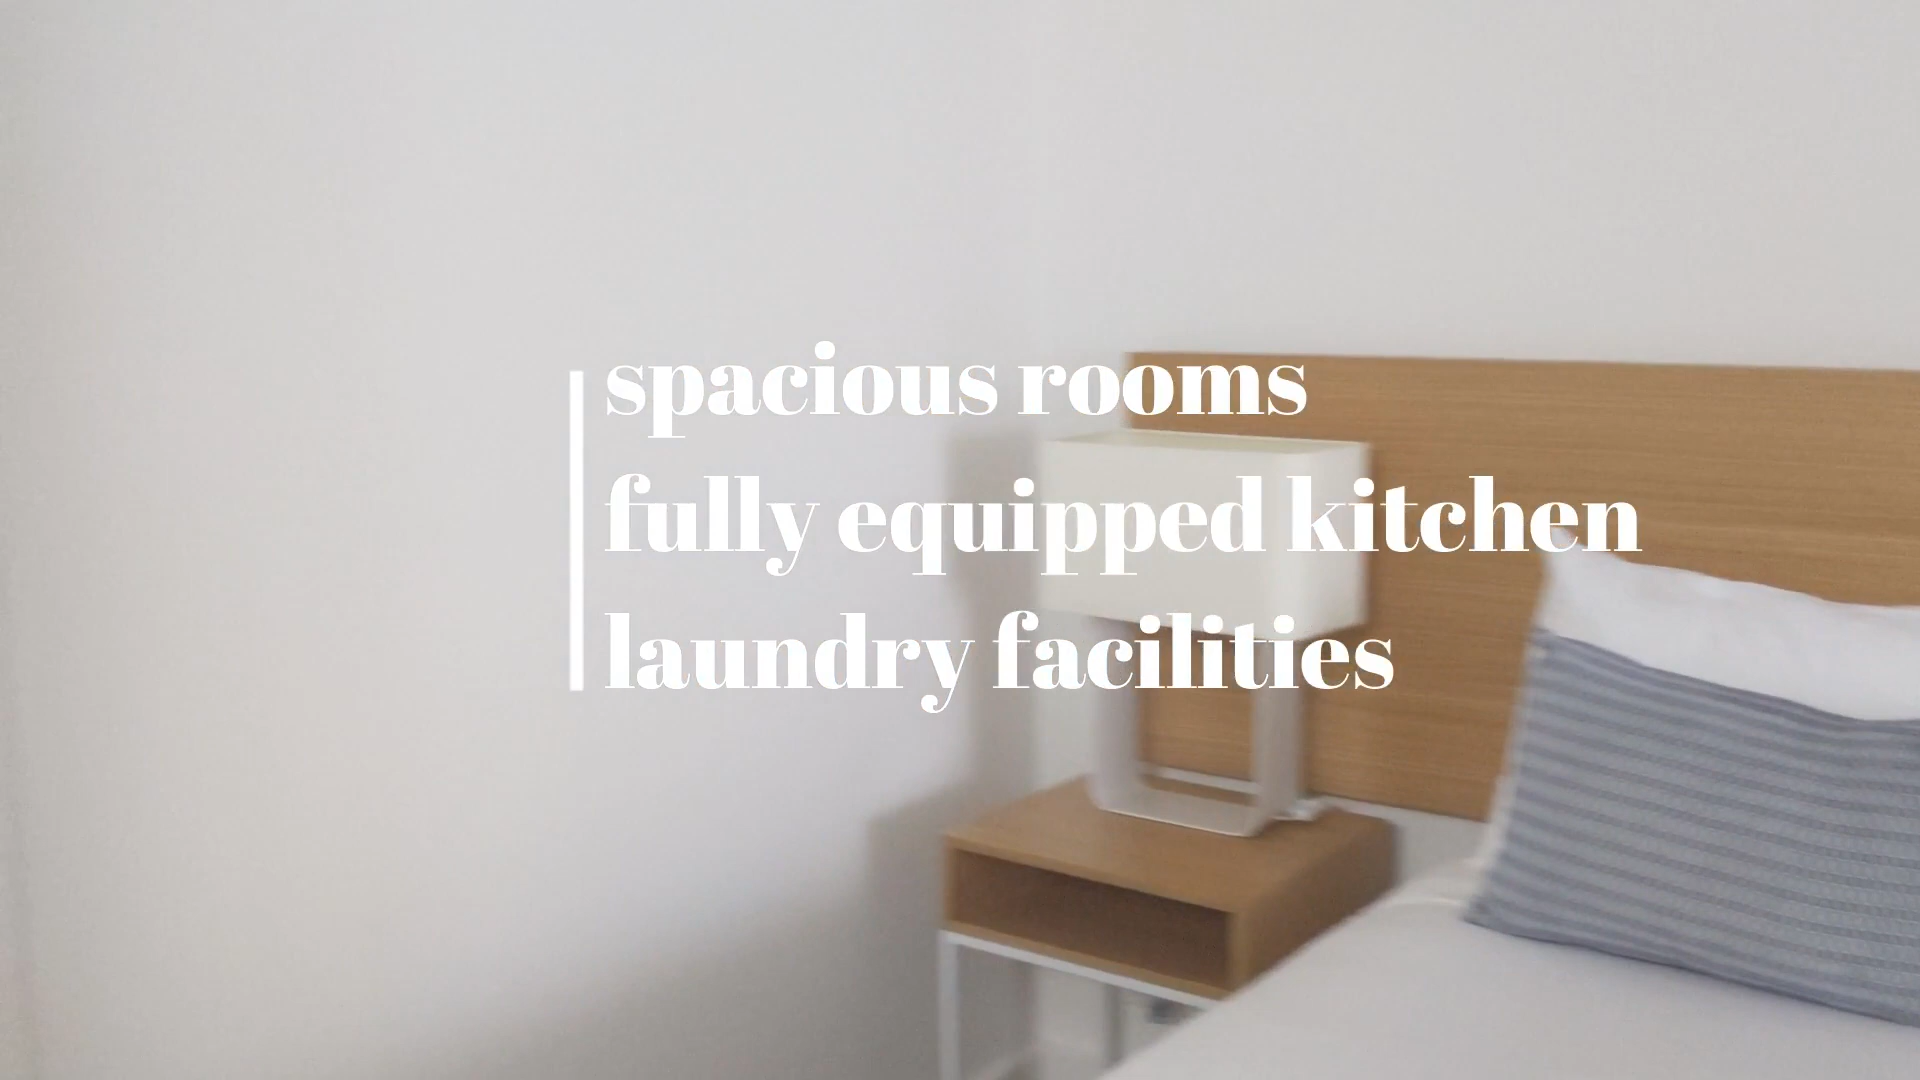 spacious rooms
fully equipped kitchen
laundry facilities